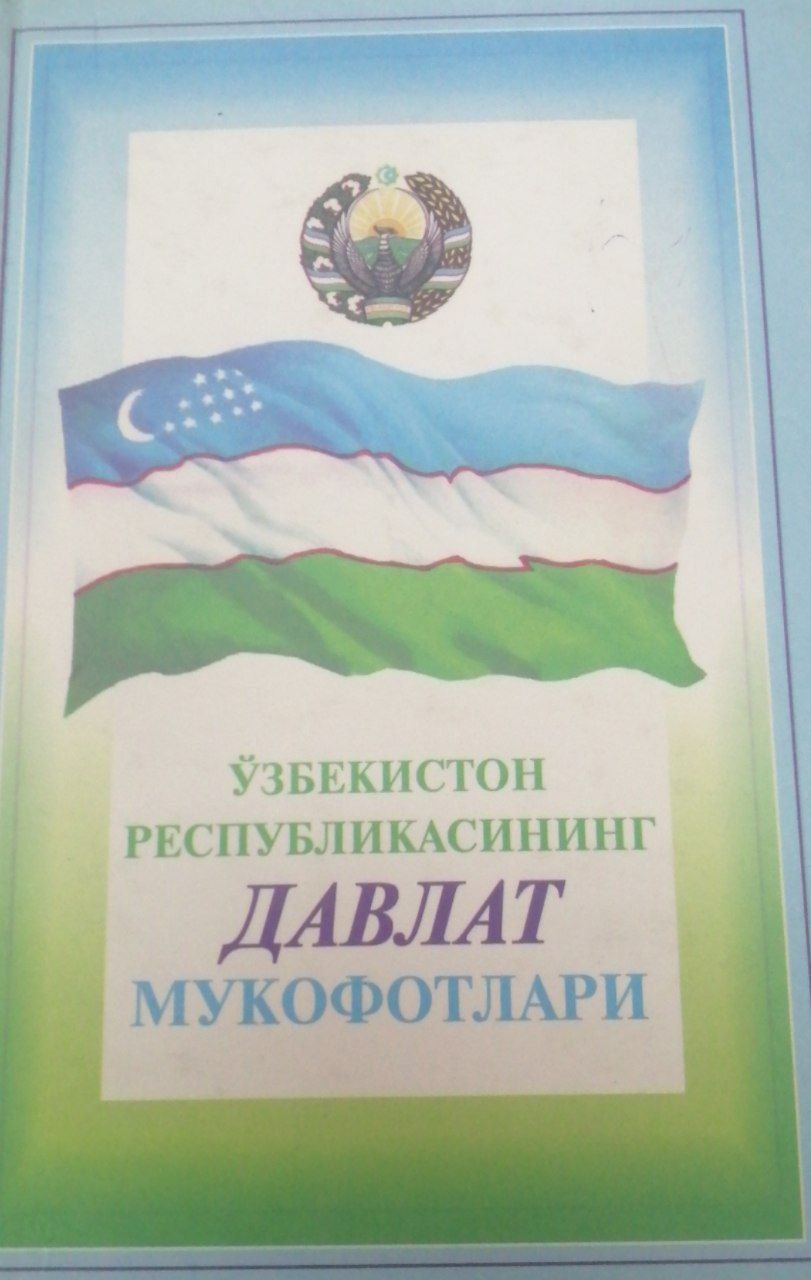 ЎЗБЕКИСТОН
РЕСПУБЛИКАСИНИНГ
ДАВЛАТ
МУКОФОТЛАРИ